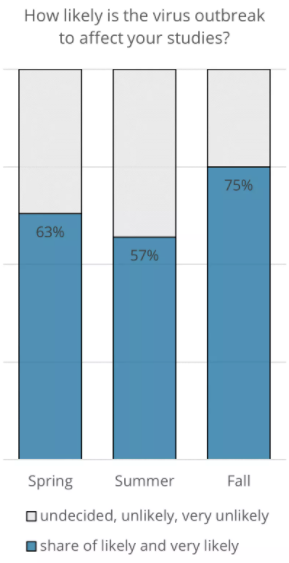 How likely is the virus outbreak
to affect your studies?
63%
57%
75%
Spring Summer Fall
undecided, unlikely, very unlikely
share of likely and very likely